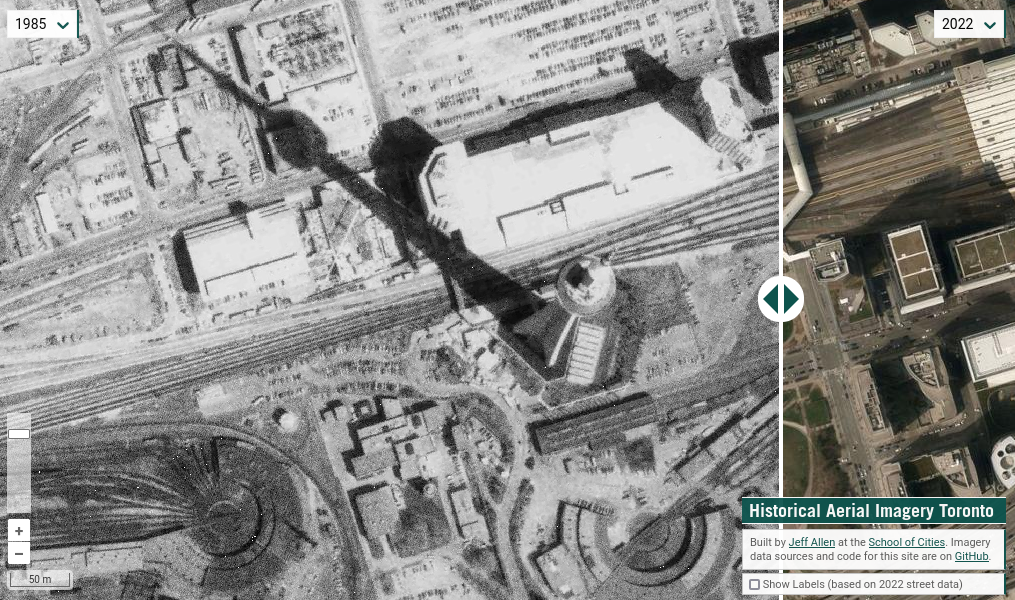 1985
2022
+
−
50 m
Historical Aerial Imagery Toronto
Built by Jeff Allen at the School of Cities. Imagery
data sources and code for this site are on GitHub.
Show Labels (based on 2022 street data)